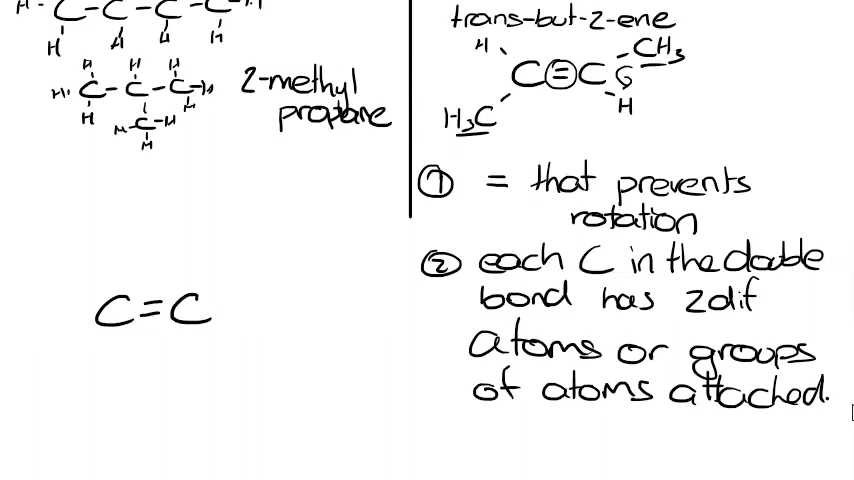 H - C - C - C - C - H
H H H H
H H H
H - C - C - C - H
H H
H - C - H
H
2-methyl
propane
C = C
trans-but-2-ene
H CH3
C = C
H3C H
① = that prevents
rotation
② each C in the double
bond has 2 dif
atoms or groups
of atoms attached.